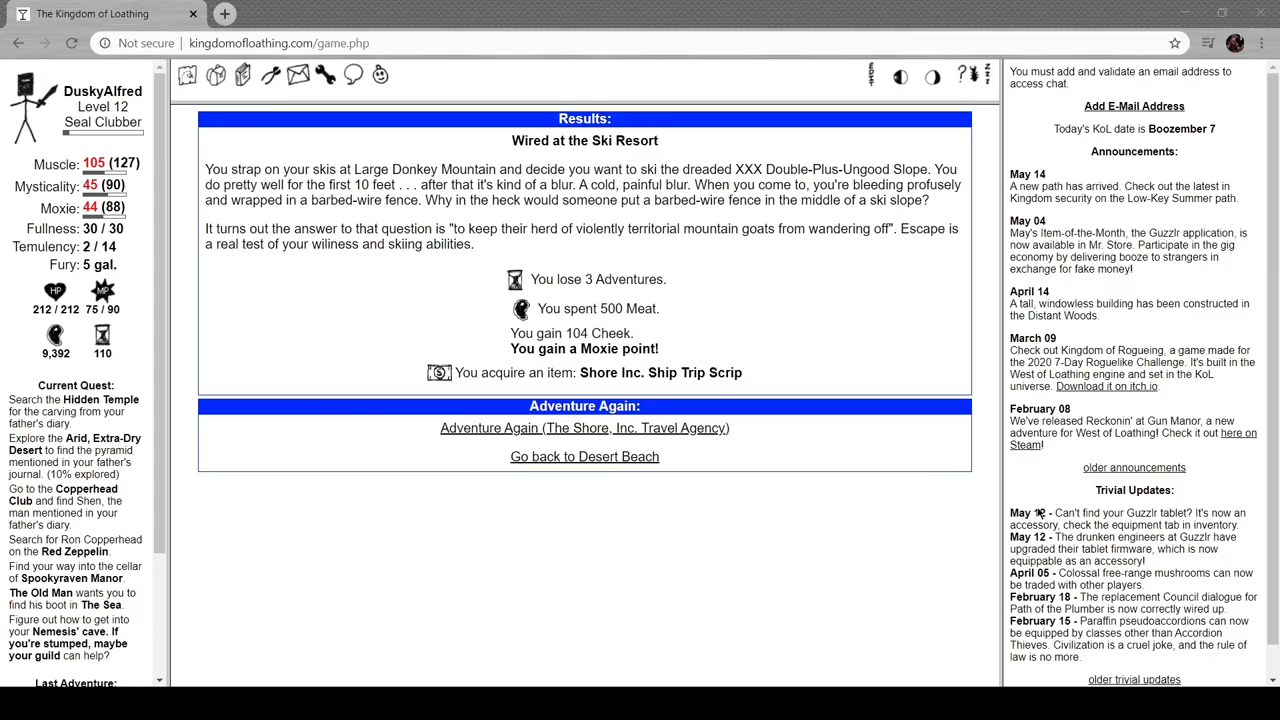 The Kingdom of Loathing
Not secure | kingdomofloathing.com/game.php
DuskyAlfred
Level 12
Seal Clubber
Muscle: 105 (127)
Mysticality: 45 (90)
Moxie: 44 (88)
Fullness: 30 / 30
Temulency: 2 / 14
Fury: 5 gal.
HP MP
212 / 212 75 / 90
9,392 110
Current Quest:
Search the Hidden Temple
for the carving from your
father's diary.
Explore the Arid, Extra-Dry
Desert to find the pyramid
mentioned in your father's
journal. (10% explored)
Go to the Copperhead
Club and find Shen, the
man mentioned in your
father's diary.
Search for Ron Copperhead
on the Red Zeppelin.
Find your way into the cellar
of Spookyraven Manor.
The Old Man wants you to
find his boot in The Sea.
Figure out how to get into
your Nemesis' cave. If
you're stumped, maybe
your guild can help?
Last Adventure:
Results:
Wired at the Ski Resort
You strap on your skis at Large Donkey Mountain and decide you want to ski the dreaded XXX Double-Plus-Ungood Slope. You
do pretty well for the first 10 feet . . . after that it's kind of a blur. A cold, painful blur. When you come to, you're bleeding profusely
and wrapped in a barbed-wire fence. Why in the heck would someone put a barbed-wire fence in the middle of a ski slope?
It turns out the answer to that question is "to keep their herd of violently territorial mountain goats from wandering off". Escape is
a real test of your wiliness and skiing abilities.
You lose 3 Adventures.
You spent 500 Meat.
You gain 104 Cheek.
You gain a Moxie point!
You acquire an item: Shore Inc. Ship Trip Scrip
Adventure Again:
Adventure Again (The Shore, Inc. Travel Agency)
Go back to Desert Beach
You must add and validate an email address to
access chat.
Add E-Mail Address
Today's KoL date is Boozember 7
Announcements:
May 14
A new path has arrived. Check out the latest in
Kingdom security on the Low-Key Summer path.
May 04
May's Item-of-the-Month, the Guzzlr application, is
now available in Mr. Store. Participate in the gig
economy by delivering booze to strangers in
exchange for fake money!
April 14
A tall, windowless building has been constructed in
the Distant Woods.
March 09
Check out Kingdom of Rogueing, a game made for
the 2020 7-Day Roguelike Challenge. It's built in the
West of Loathing engine and set in the KoL
universe. Download it on itch.io.
February 08
We've released Reckonin' at Gun Manor, a new
adventure for West of Loathing! Check it out here on
Steam!
older announcements
Trivial Updates:
May - Can't find your Guzzlr tablet? It's now an
accessory, check the equipment tab in inventory.
May 12 - The drunken engineers at Guzzlr have
upgraded their tablet firmware, which is now
equippable as an accessory!
April 05 - Colossal free-range mushrooms can now
be traded with other players.
February 18 - The replacement Council dialogue for
Path of the Plumber is now correctly wired up.
February 15 - Paraffin pseudoaccordions can now
be equipped by classes other than Accordion
Thieves. Civilization is a cruel joke, and the rule of
law is no more.
older trivial updates